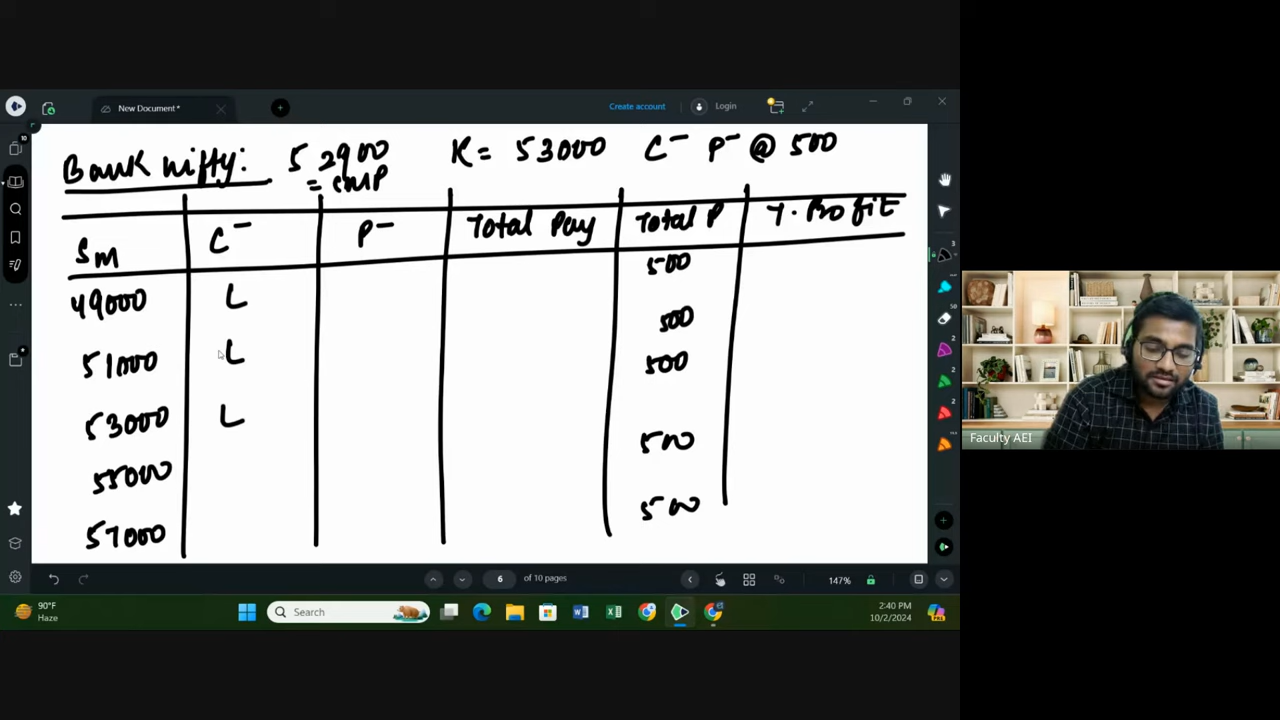 New Document*
Create account
Login
Bank nifty: 52900 K = 53000 C⁻ P⁻ @ 500
= CMP
SM C⁻ P⁻ Total Pay Total P T. Profit
500
49000 L
500
51000 L 500
53000 L
500
55000
500
57000
Faculty AEI
6 of 10 pages
147%
90°F
Haze
Search
2:40 PM
10/2/2024